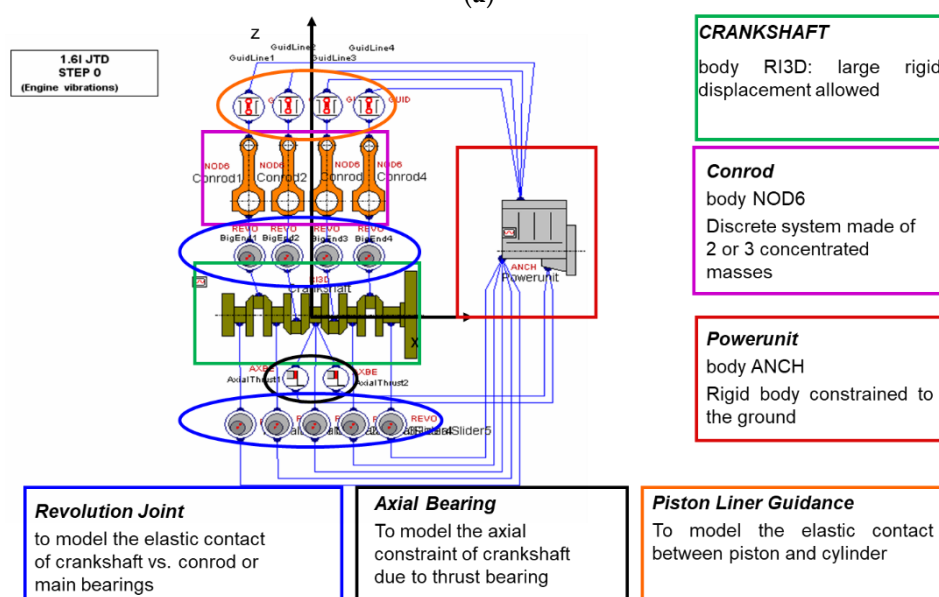 (a)
Z
GuidLine2
GuidLine4
GuidLine1
GuidLine3
1.6l JTD
STEP 0
(Engine vibrations)
GUID
NOD6
NOD6
NOD6
NOD6
Conrod1
Conrod2
Conrod
Conrod4
REVO
REVO
REVO
REVO
BigEnd1
BigEnd2
BigEnd3
BigEnd4
RI3D
Crankshaft
X
ANCH
Powerunit
AXBE
AXBE
AxialThrust1
AxialThrust2
REVO
Slider5
CRANKSHAFT
body RI3D: large rigid
displacement allowed
Conrod
body NOD6
Discrete system made of
2 or 3 concentrated
masses
Powerunit
body ANCH
Rigid body constrained to
the ground
Revolution Joint
to model the elastic contact
of crankshaft vs. conrod or
main bearings
Axial Bearing
To model the axial
constraint of crankshaft
due to thrust bearing
Piston Liner Guidance
To model the elastic contact
between piston and cylinder